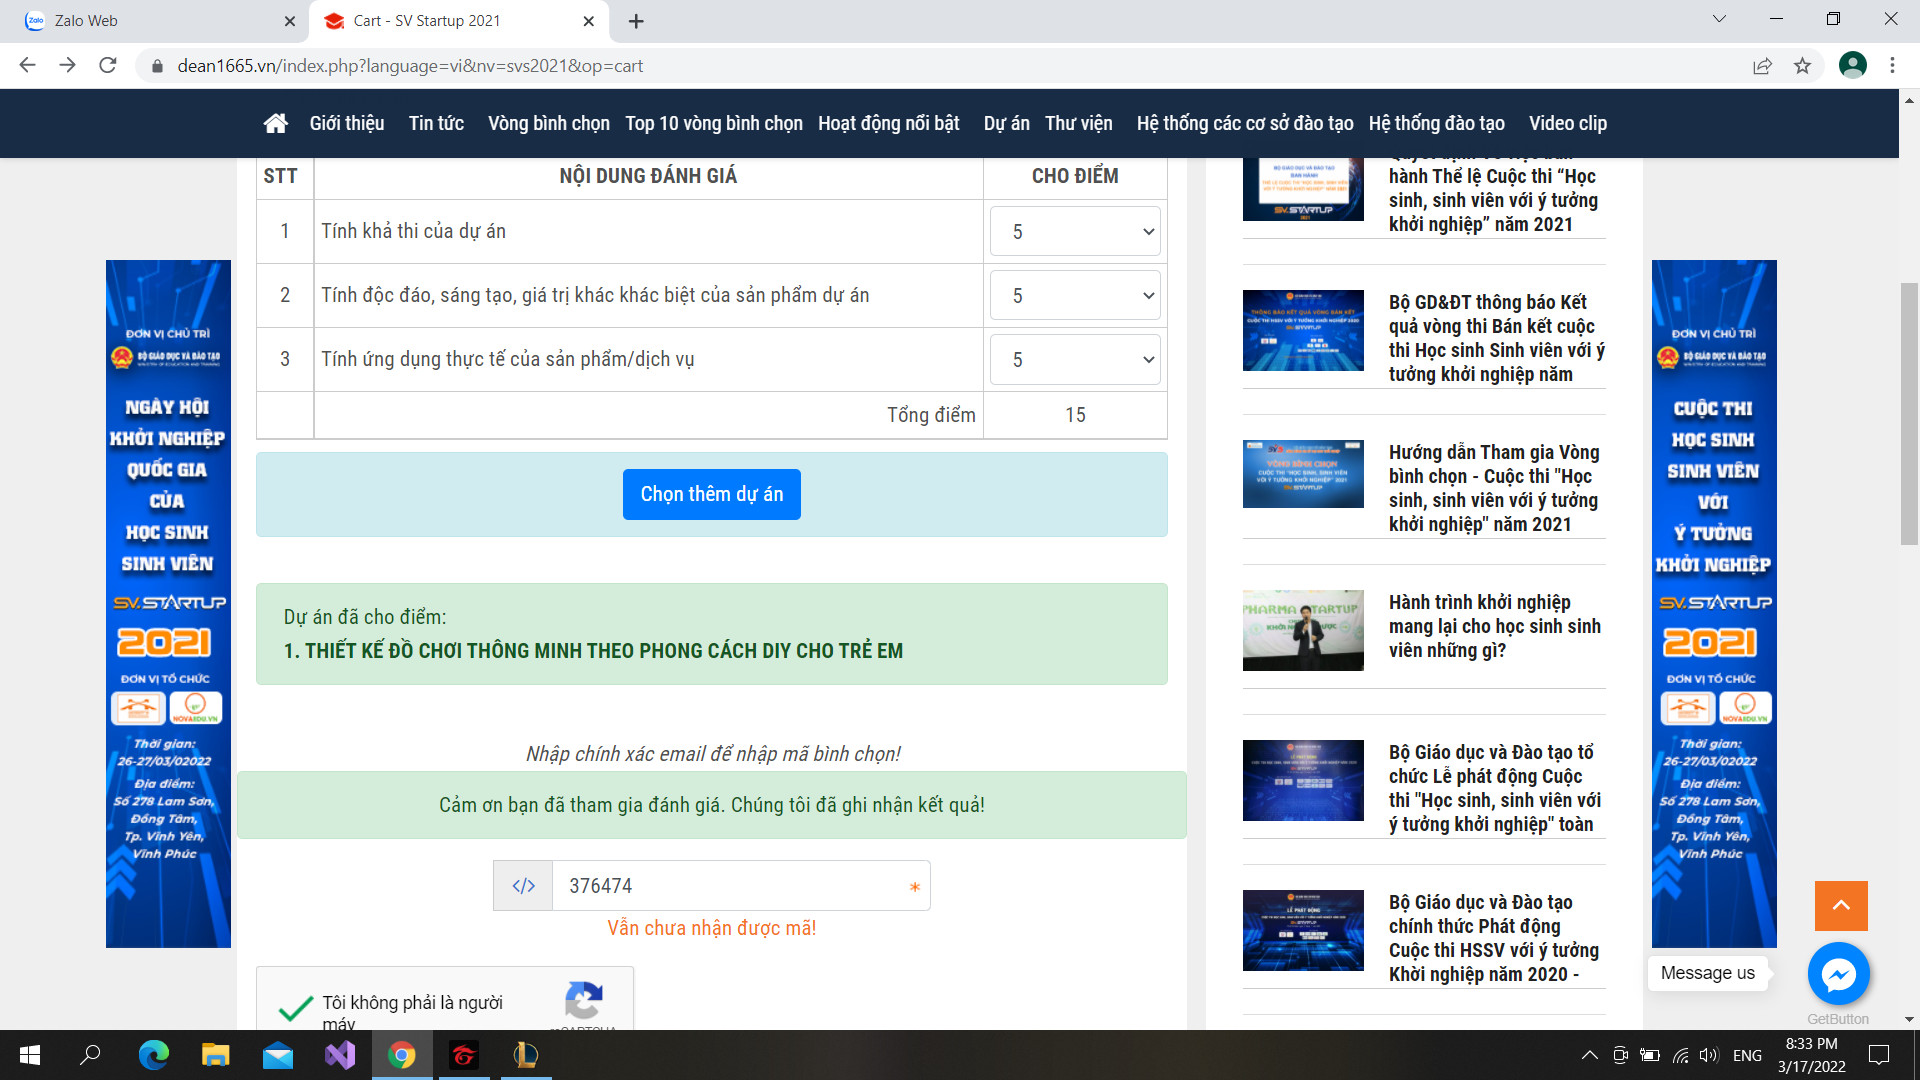 Zalo Web
Cart - SV Startup 2021
dean1665.vn/index.php?language=vi&nv=svs2021&op=cart
Giới thiệu Tin tức Vòng bình chọn Top 10 vòng bình chọn Hoạt động nổi bật Dự án Thư viện Hệ thống các cơ sở đào tạo Hệ thống đào tạo Video clip
STT NỘI DUNG ĐÁNH GIÁ CHO ĐIỂM
1 Tính khả thi của dự án 5
2 Tính độc đáo, sáng tạo, giá trị khác khác biệt của sản phẩm dự án 5
3 Tính ứng dụng thực tế của sản phẩm/dịch vụ 5
Tổng điểm 15
Chọn thêm dự án
Dự án đã cho điểm:
1. THIẾT KẾ ĐỒ CHƠI THÔNG MINH THEO PHONG CÁCH DIY CHO TRẺ EM
Nhập chính xác email để nhập mã bình chọn!
Cảm ơn bạn đã tham gia đánh giá. Chúng tôi đã ghi nhận kết quả!
</>
376474 *
Vẫn chưa nhận được mã!
Tôi không phải là người
máy
reCAPTCHA
ĐƠN VỊ CHỦ TRÌ
BỘ GIÁO DỤC VÀ ĐÀO TẠO
MINISTRY OF EDUCATION AND TRAINING
NGÀY HỘI
KHỞI NGHIỆP
QUỐC GIA
CỦA
HỌC SINH
SINH VIÊN
SV.STARTUP
2021
ĐƠN VỊ TỔ CHỨC
NOVAEDU.VN
Thời gian:
26-27/03/02022
Địa điểm:
Số 278 Lam Sơn,
Đồng Tâm,
Tp. Vĩnh Yên,
Vĩnh Phúc
Quyết định Về việc ban
hành Thể lệ Cuộc thi “Học
sinh, sinh viên với ý tưởng
khởi nghiệp” năm 2021
Bộ GD&ĐT thông báo Kết
quả vòng thi Bán kết cuộc
thi Học sinh Sinh viên với ý
tưởng khởi nghiệp năm
Hướng dẫn Tham gia Vòng
bình chọn - Cuộc thi "Học
sinh, sinh viên với ý tưởng
khởi nghiệp" năm 2021
Hành trình khởi nghiệp
mang lại cho học sinh sinh
viên những gì?
Bộ Giáo dục và Đào tạo tổ
chức Lễ phát động Cuộc
thi "Học sinh, sinh viên với
ý tưởng khởi nghiệp" toàn
Bộ Giáo dục và Đào tạo
chính thức Phát động
Cuộc thi HSSV với ý tưởng
Khởi nghiệp năm 2020 -
ĐƠN VỊ CHỦ TRÌ
BỘ GIÁO DỤC VÀ ĐÀO TẠO
MINISTRY OF EDUCATION AND TRAINING
CUỘC THI
HỌC SINH
SINH VIÊN
VỚI
Ý TƯỞNG
KHỞI NGHIỆP
SV.STARTUP
2021
ĐƠN VỊ TỔ CHỨC
NOVAEDU.VN
Thời gian:
26-27/03/02022
Địa điểm:
Số 278 Lam Sơn,
Đồng Tâm,
Tp. Vĩnh Yên,
Vĩnh Phúc
Message us
GetButton
ENG
8:33 PM
3/17/2022